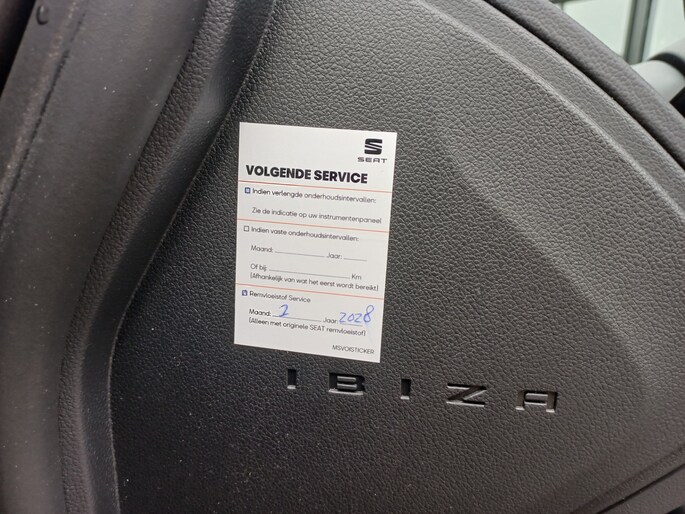 SEAT
VOLGENDE SERVICE
Indien verlengde onderhoudsintervallen:
Zie de indicatie op uw instrumentenpaneel
Indien vaste onderhoudsintervallen:
Maand: Jaar:
Of bij: Km
(Afhankelijk van wat het eerst wordt bereikt)
Remvloeistof Service
Maand: 2 Jaar: 2028
(Alleen met originele SEAT remvloeistof)
MSVOISTICKER
IBIZA